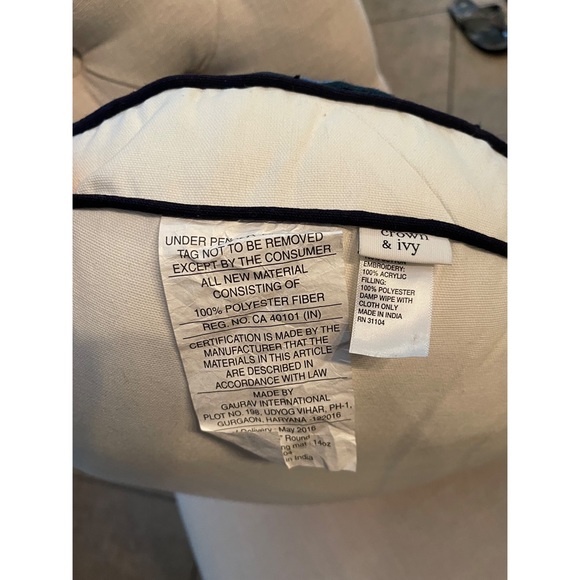 UNDER PEN
TAG NOT TO BE REMOVED
EXCEPT BY THE CONSUMER
ALL NEW MATERIAL
CONSISTING OF
100% POLYESTER FIBER
REG. NO. CA 40101 (IN)
CERTIFICATION IS MADE BY THE
MANUFACTURER THAT THE
MATERIALS IN THIS ARTICLE
ARE DESCRIBED IN
ACCORDANCE WITH LAW
MADE BY
GAURAV INTERNATIONAL
PLOT NO. 198, UDYOG VIHAR, PH-1,
GURGAON, HARYANA
Delivery May 2016
Round
14oz
in India
crown
& ivy
EMBROIDERY:
100% ACRYLIC
FILLING:
100% POLYESTER
DAMP WIPE WITH
CLOTH ONLY
MADE IN INDIA
RN 31104